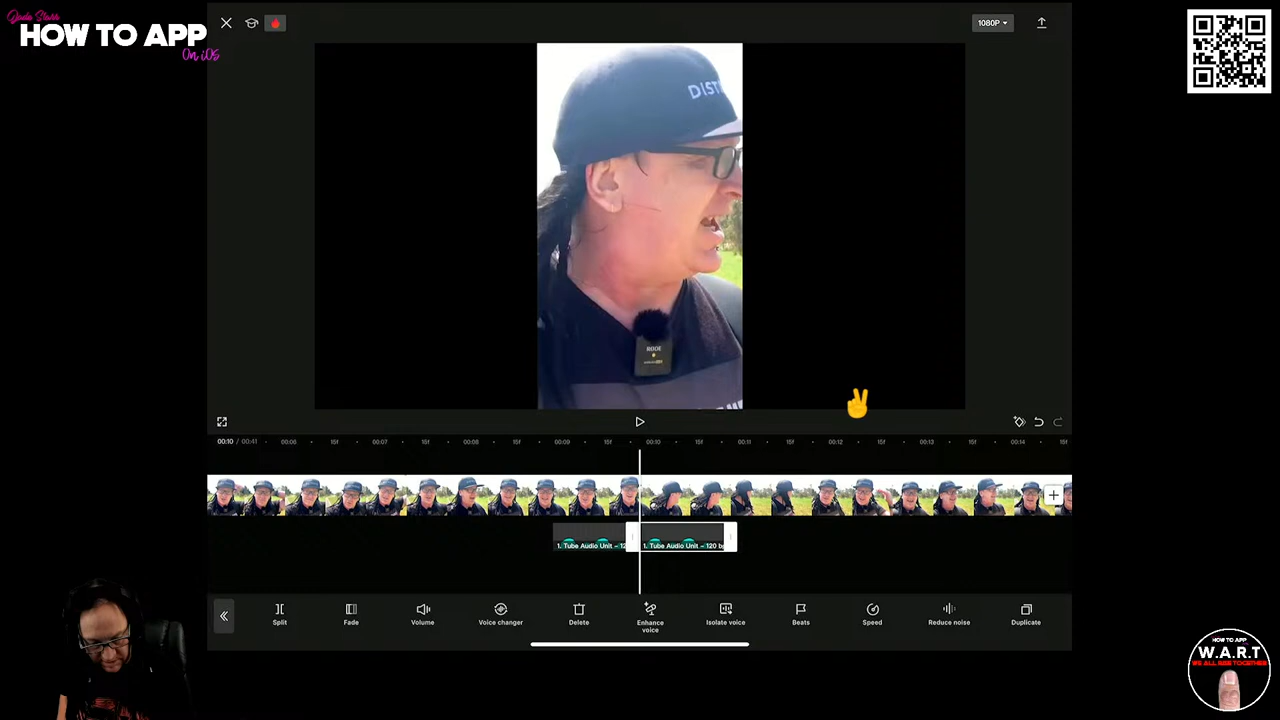 Jade Starr
HOW TO APP
On iOS
1080P
DIST
RODE
00:10 / 00:41
00:06
15f
00:07
15f
00:08
15f
00:09
15f
00:10
15f
00:11
15f
00:12
15f
00:13
15f
00:14
15f
1. Tube Audio Unit – 12
1. Tube Audio Unit – 120 bp
Split
Fade
Volume
Voice changer
Delete
Enhance
voice
Isolate voice
Beats
Speed
Reduce noise
Duplicate
HOW TO APP
W.A.R.T
WE ALL RISE TOGETHER